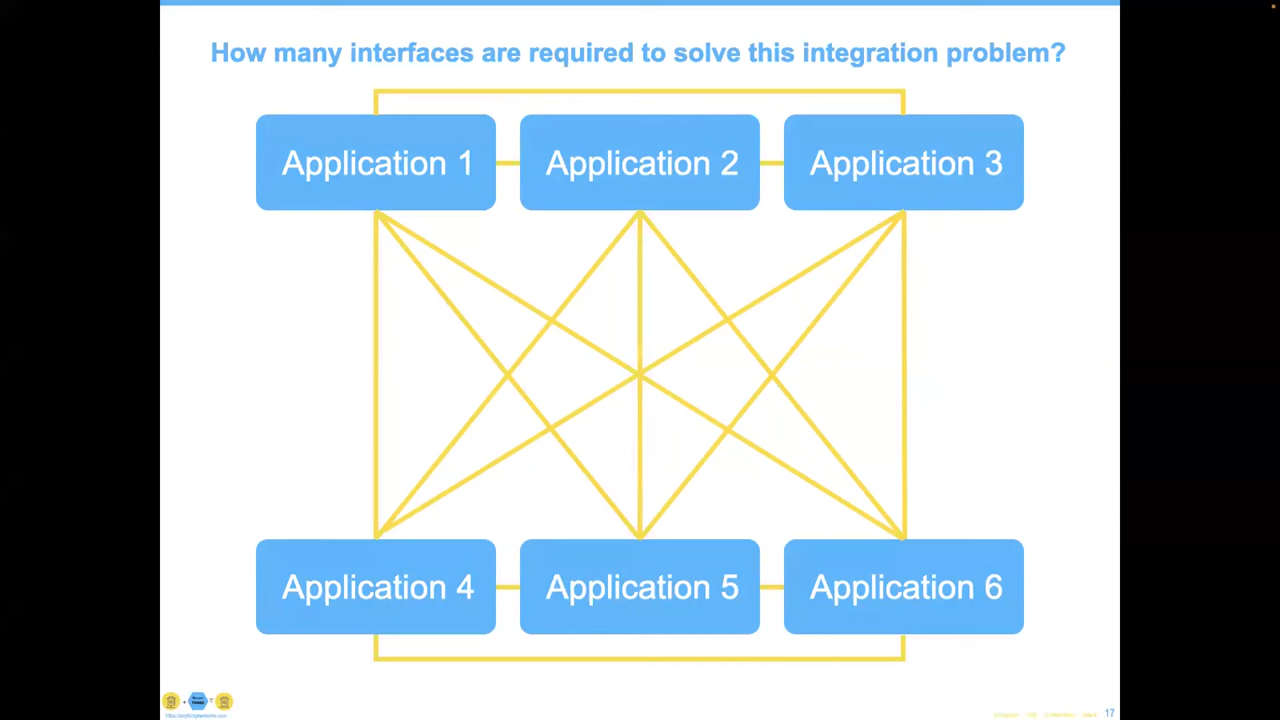 How many interfaces are required to solve this integration problem?
Application 1
Application 2
Application 3
Application 4
Application 5
Application 6
17